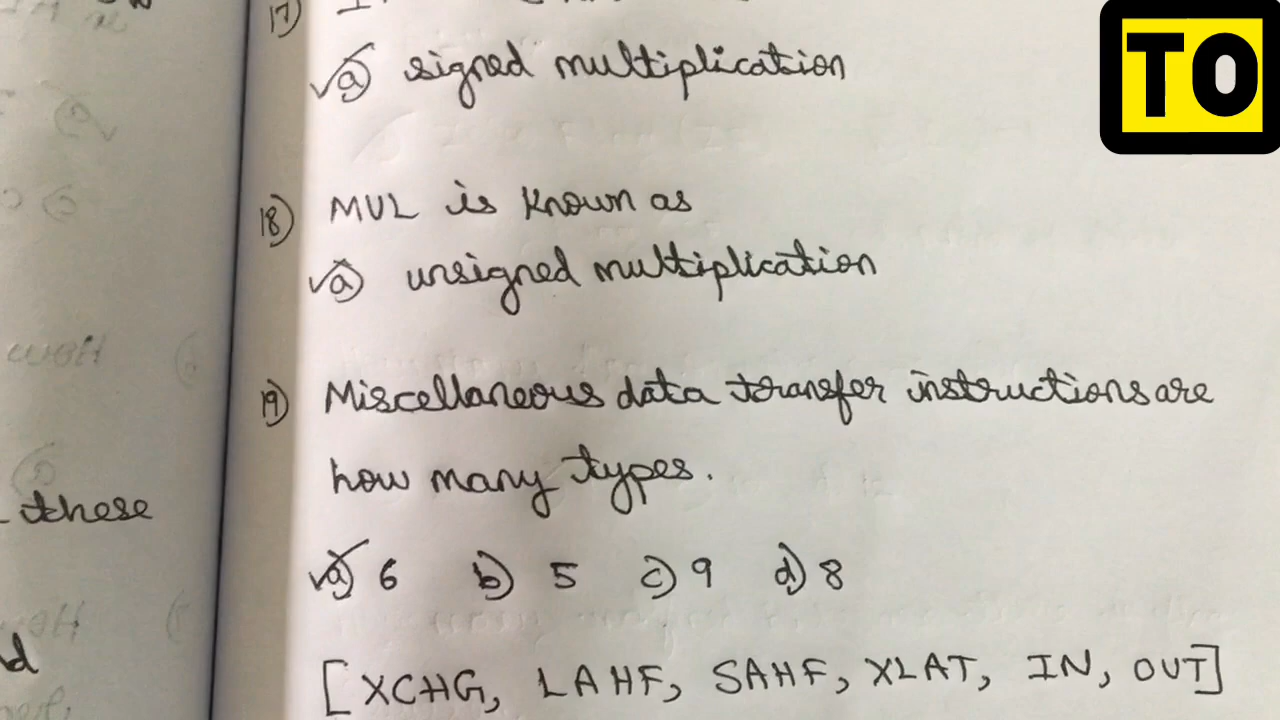 TO
17)
a) signed multiplication
18) MUL is known as
a) unsigned multiplication
19) Miscellaneous data transfer instructions are
how many types.
these
a) 6 b) 5 c) 9 d) 8
[XCHG, LAHF, SAHF, XLAT, IN, OUT]